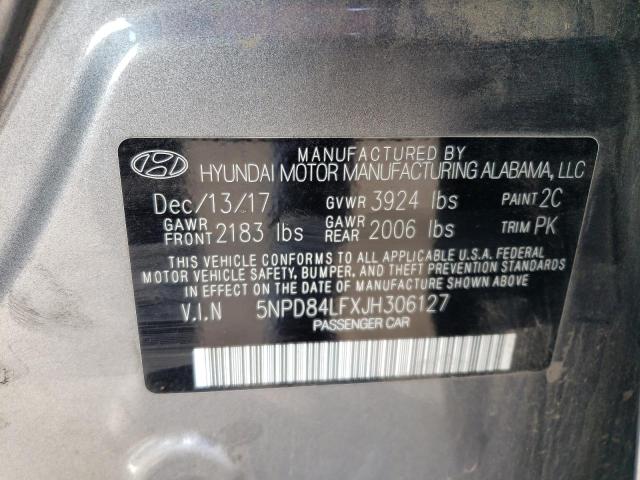 MANUFACTURED BY
HYUNDAI MOTOR MANUFACTURING ALABAMA, LLC
Dec/13/17 GVWR 3924 lbs PAINT 2C
GAWR FRONT 2183 lbs GAWR REAR 2006 lbs TRIM PK
THIS VEHICLE CONFORMS TO ALL APPLICABLE U.S.A. FEDERAL
MOTOR VEHICLE SAFETY, BUMPER, AND THEFT PREVENTION STANDARDS
IN EFFECT ON THE DATE OF MANUFACTURE SHOWN ABOVE.
V.I.N 5NPD84LFXJH306127
PASSENGER CAR